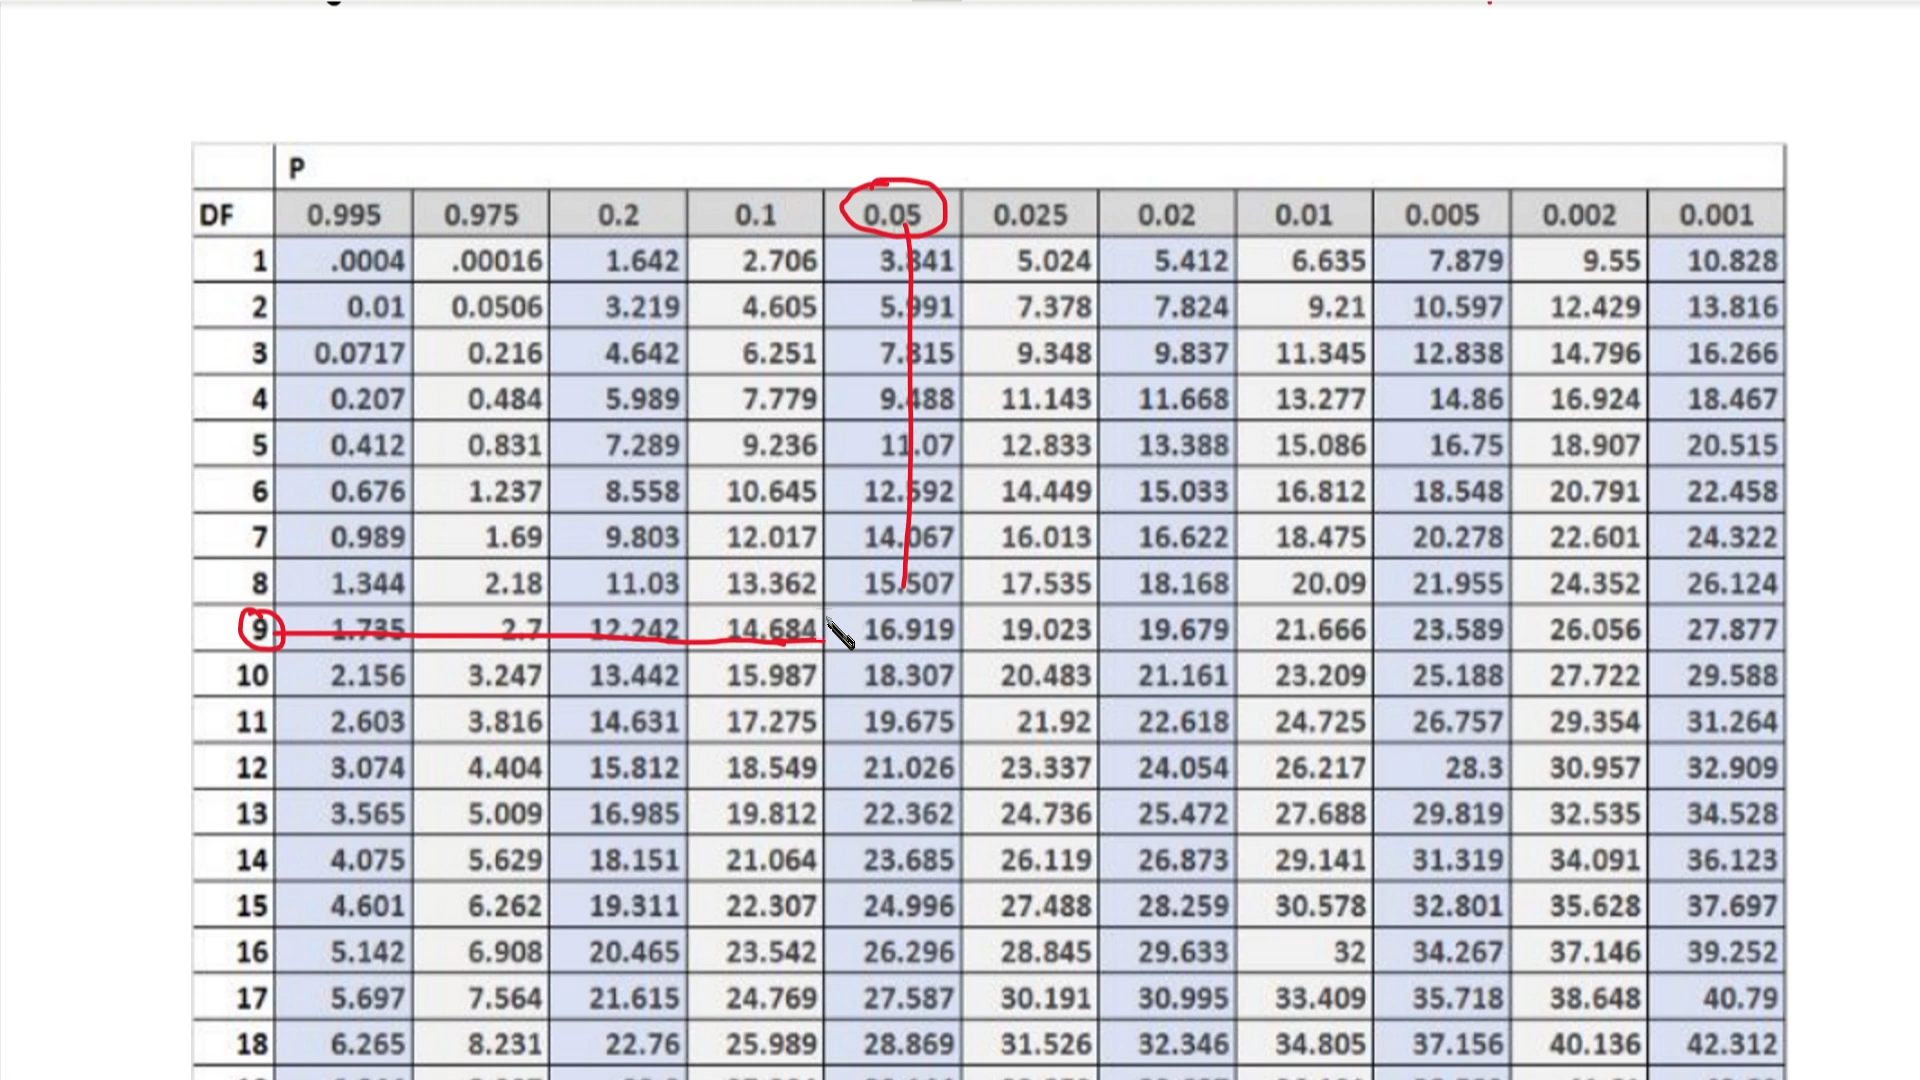 P
DF 0.995 0.975 0.2 0.1 0.05 0.025 0.02 0.01 0.005 0.002 0.001
1 .0004 .00016 1.642 2.706 3.841 5.024 5.412 6.635 7.879 9.55 10.828
2 0.01 0.0506 3.219 4.605 5.991 7.378 7.824 9.21 10.597 12.429 13.816
3 0.0717 0.216 4.642 6.251 7.815 9.348 9.837 11.345 12.838 14.796 16.266
4 0.207 0.484 5.989 7.779 9.488 11.143 11.668 13.277 14.86 16.924 18.467
5 0.412 0.831 7.289 9.236 11.07 12.833 13.388 15.086 16.75 18.907 20.515
6 0.676 1.237 8.558 10.645 12.592 14.449 15.033 16.812 18.548 20.791 22.458
7 0.989 1.69 9.803 12.017 14.067 16.013 16.622 18.475 20.278 22.601 24.322
8 1.344 2.18 11.03 13.362 15.507 17.535 18.168 20.09 21.955 24.352 26.124
9 1.735 2.7 12.242 14.684 16.919 19.023 19.679 21.666 23.589 26.056 27.877
10 2.156 3.247 13.442 15.987 18.307 20.483 21.161 23.209 25.188 27.722 29.588
11 2.603 3.816 14.631 17.275 19.675 21.92 22.618 24.725 26.757 29.354 31.264
12 3.074 4.404 15.812 18.549 21.026 23.337 24.054 26.217 28.3 30.957 32.909
13 3.565 5.009 16.985 19.812 22.362 24.736 25.472 27.688 29.819 32.535 34.528
14 4.075 5.629 18.151 21.064 23.685 26.119 26.873 29.141 31.319 34.091 36.123
15 4.601 6.262 19.311 22.307 24.996 27.488 28.259 30.578 32.801 35.628 37.697
16 5.142 6.908 20.465 23.542 26.296 28.845 29.633 32 34.267 37.146 39.252
17 5.697 7.564 21.615 24.769 27.587 30.191 30.995 33.409 35.718 38.648 40.79
18 6.265 8.231 22.76 25.989 28.869 31.526 32.346 34.805 37.156 40.136 42.312